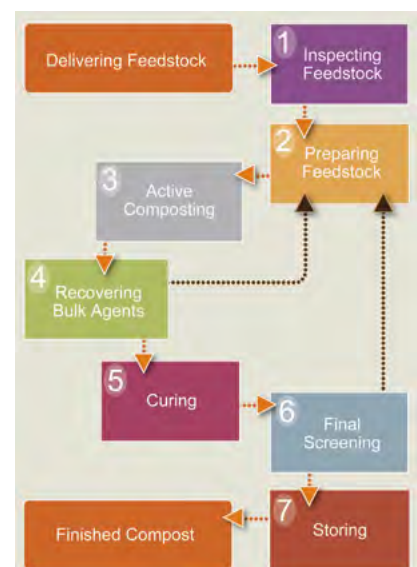 Delivering Feedstock
1
Inspecting
Feedstock
2
Preparing
Feedstock
3
Active
Composting
4
Recovering
Bulk Agents
5
Curing
6
Final
Screening
7
Storing
Finished Compost